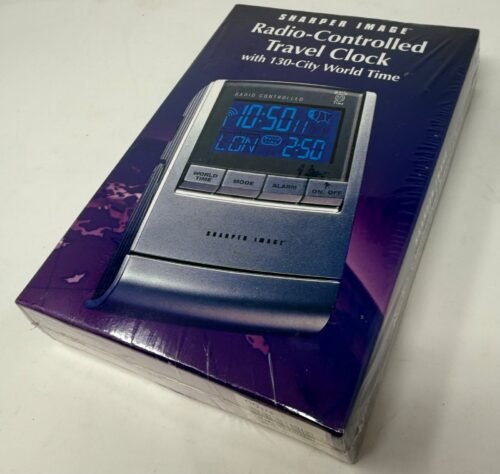 SHARPER IMAGE
Radio-Controlled
Travel Clock
with 130-City World Time
RADIO CONTROLLED
10:50 11
LON 2:50
WORLD TIME MODE ALARM ON OFF
SHARPER IMAGE